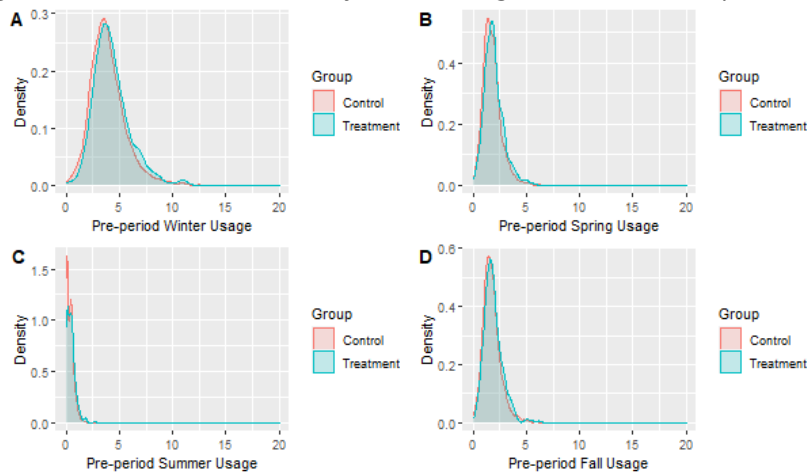 A
0.3
0.2
0.1
0.0
Density
0 5 10 15 20
Pre-period Winter Usage
Group
Control
Treatment
B
0.4
0.2
0.0
Density
0 5 10 15 20
Pre-period Spring Usage
Group
Control
Treatment
C
1.5
1.0
0.5
0.0
Density
0 5 10 15 20
Pre-period Summer Usage
Group
Control
Treatment
D
0.6
0.4
0.2
0.0
Density
0 5 10 15 20
Pre-period Fall Usage
Group
Control
Treatment